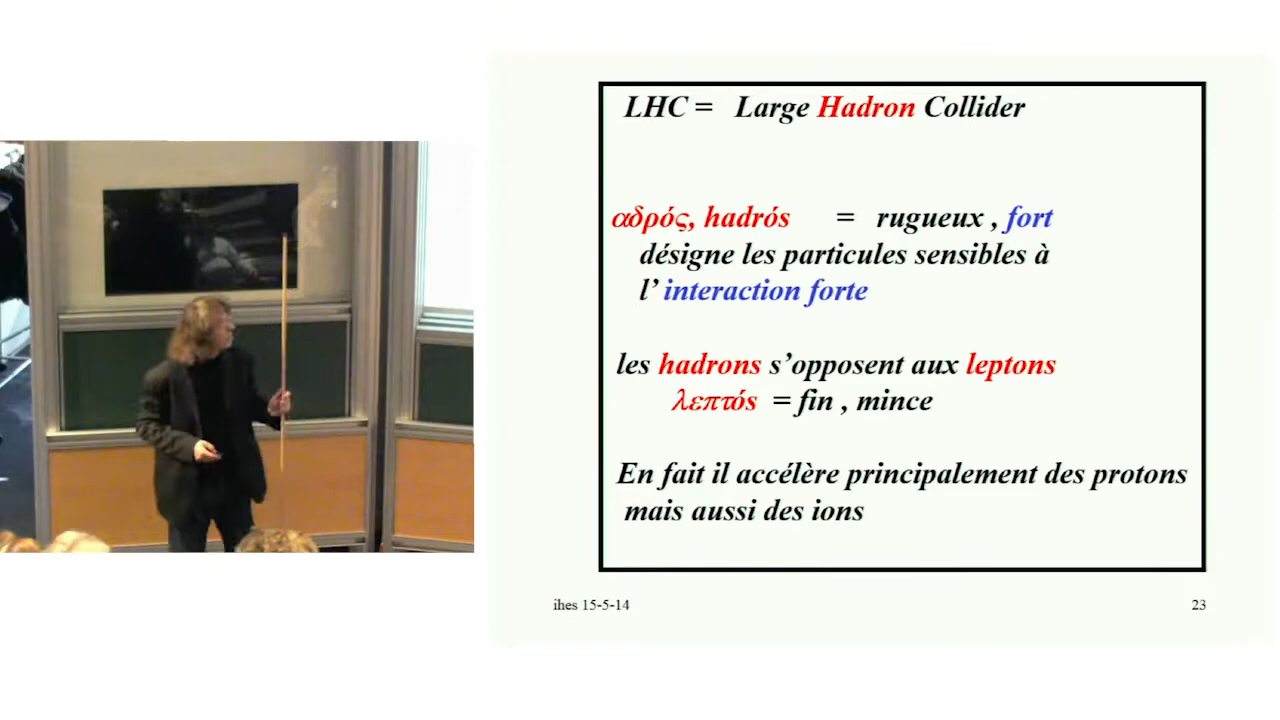 LHC = Large Hadron Collider
αδρός, hadrós = rugueux , fort
désigne les particules sensibles à
l’ interaction forte
les hadrons s’opposent aux leptons
λεπτόs = fin , mince
En fait il accélère principalement des protons
mais aussi des ions
ihes 15-5-14
23